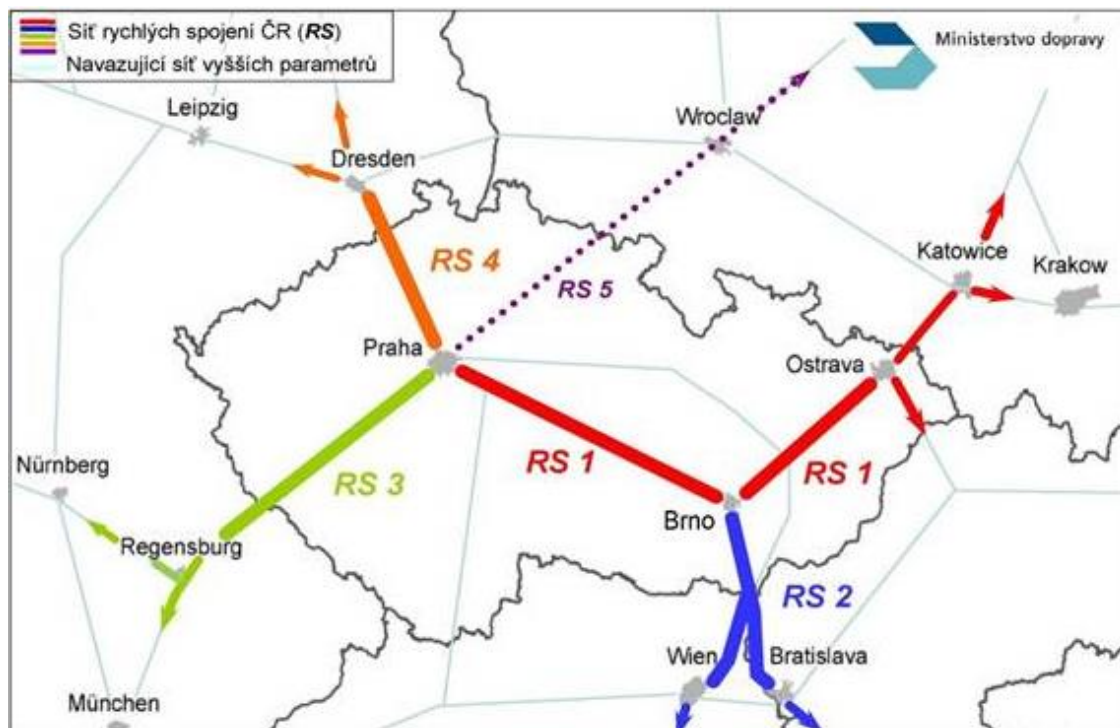 Síť rychlých spojení ČR (RS)
Navazující síť vyšších parametrů
Ministerstvo dopravy
Leipzig
Wroclaw
Dresden
RS 4
Katowice
Krakow
RS 5
Praha
Ostrava
RS 1
RS 1
Nürnberg
RS 3
Brno
Regensburg
RS 2
Wien
Bratislava
München